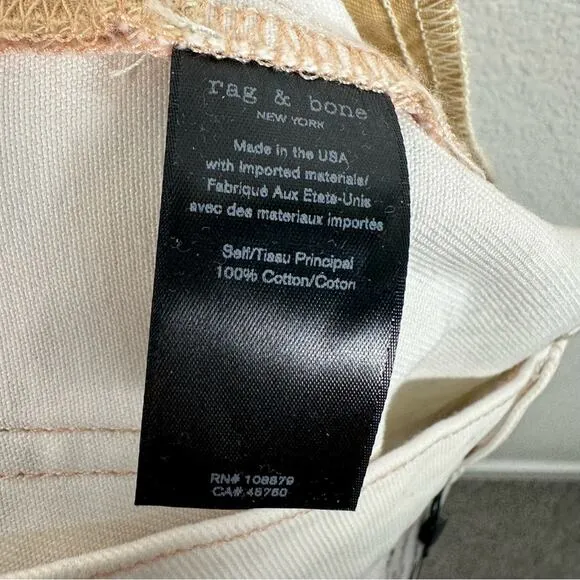 rag & bone
NEW YORK
Made in the USA
with Imported materials/
Fabriqué Aux Etats-Unis
avec des materiaux importés
Self/Tissu Principal
100% Cotton/Coton
RN# 108879
CA# 45760